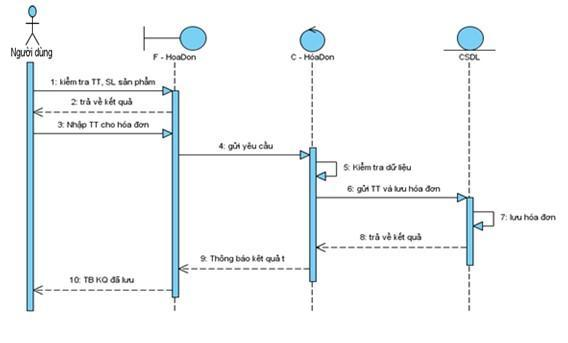 Người dùng
F - HoaDon
C - HóaDon
CSDL
1: kiểm tra TT, SL sản phẩm
2: trả về kết quả
3: Nhập TT cho hóa đơn
4: gửi yêu cầu
5: Kiểm tra dữ liệu
6: gửi TT và lưu hóa đơn
7: lưu hóa đơn
8: trả về kết quả
9: Thông báo kết quả t
10: TB KQ đã lưu